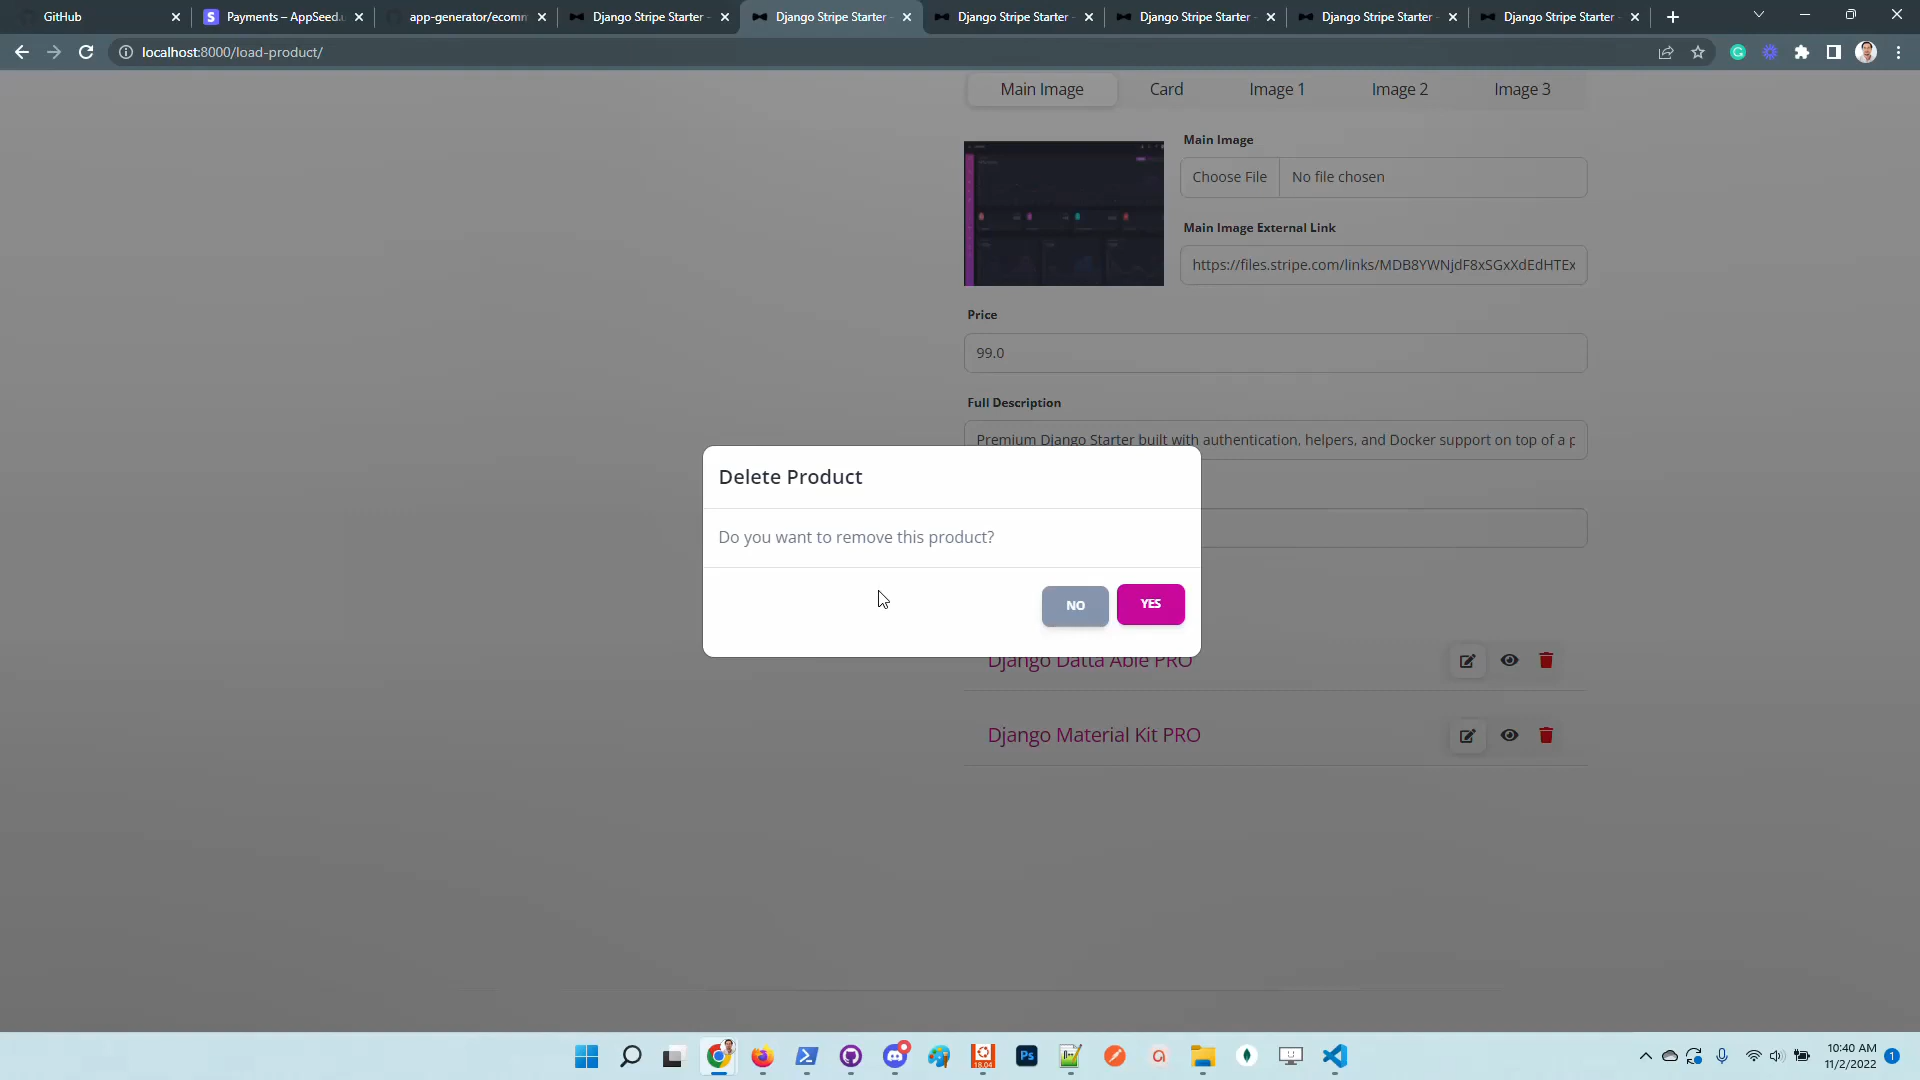 GitHub
Payments – AppSeed.u
app-generator/ecomm
Django Stripe Starter -
Django Stripe Starter -
Django Stripe Starter -
Django Stripe Starter -
Django Stripe Starter -
Django Stripe Starter -
localhost:8000/load-product/
Main Image
Card
Image 1
Image 2
Image 3
Main Image
Choose File
No file chosen
Main Image External Link
https://files.stripe.com/links/MDB8YWNjdF8xSGxXdEdHTEx
Price
99.0
Full Description
Premium Django Starter built with authentication, helpers, and Docker support on top of a p
Delete Product
Do you want to remove this product?
NO
YES
Django Datta Able PRO
Django Material Kit PRO
18.04
Ps
10:40 AM
11/2/2022
1